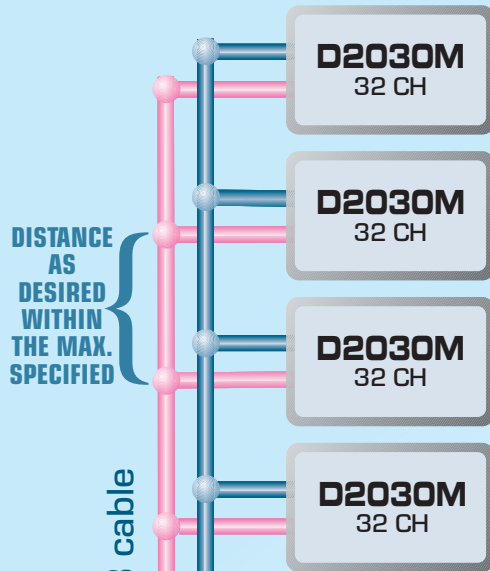 D2030M
32 CH
D2030M
32 CH
DISTANCE
AS
DESIRED
WITHIN
THE MAX.
SPECIFIED
D2030M
32 CH
D2030M
32 CH
cable